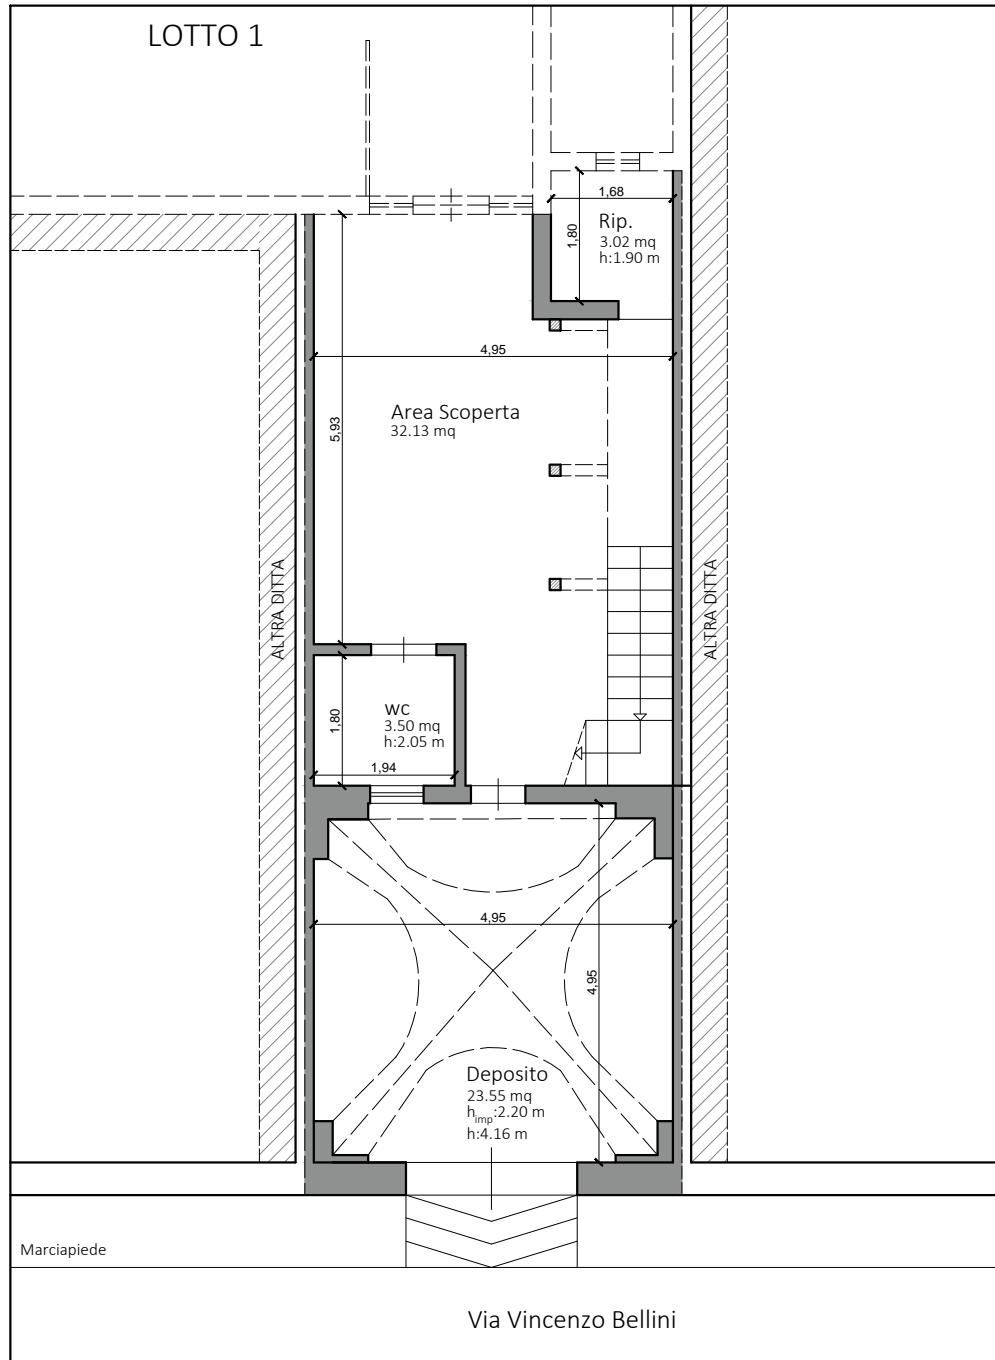 LOTTO 1
1,68
Rip.
3.02 mq
h:1.90 m
1,80
4,95
Area Scoperta
32.13 mq
5,93
ALTRA DITTA
ALTRA DITTA
WC
3.50 mq
h:2.05 m
1,80
1,94
4,95
4,95
Deposito
23.55 mq
himp:2.20 m
h:4.16 m
Marciapiede
Via Vincenzo Bellini